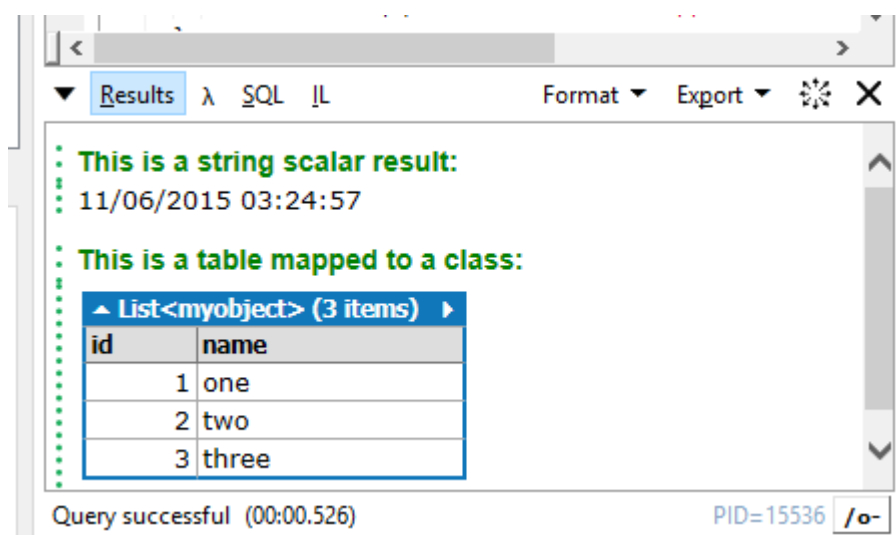 Results λ SQL IL Format Export
This is a string scalar result:
11/06/2015 03:24:57
This is a table mapped to a class:
List<myobject> (3 items)
id name
1 one
2 two
3 three
Query successful (00:00.526) PID=15536 /o-